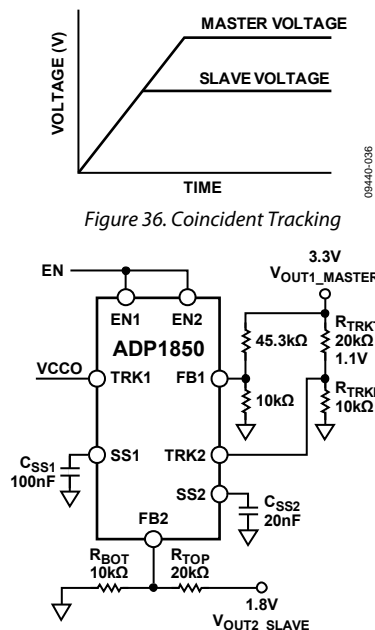 VOLTAGE (V)
MASTER VOLTAGE
SLAVE VOLTAGE
TIME
09440-036
Figure 36. Coincident Tracking
EN
EN1
EN2
ADP1850
VCCO
TRK1
FB1
SS1
TRK2
SS2
FB2
CSS1
100nF
CSS2
20nF
3.3V
VOUT1_MASTER
45.3kΩ
10kΩ
RTRKT
20kΩ
1.1V
10kΩ
RBOT
10kΩ
RTOP
20kΩ
1.8V
VOUT2_SLAVE